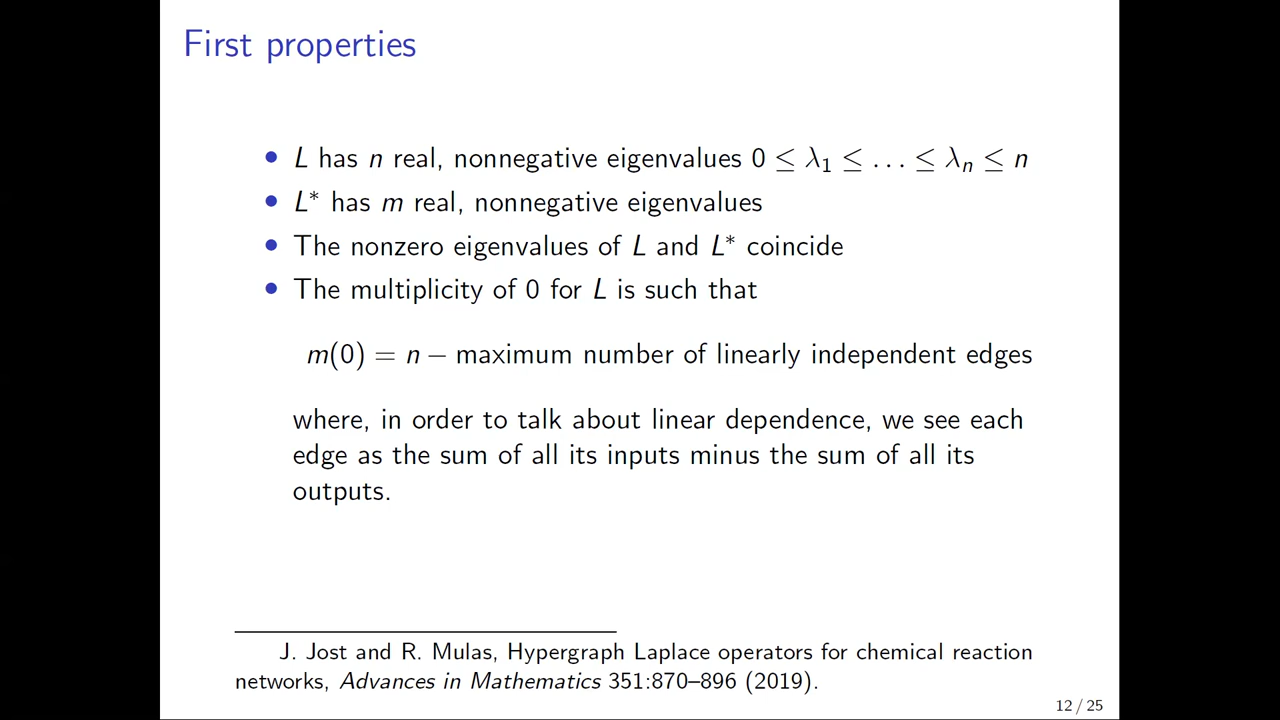 First properties
• L has n real, nonnegative eigenvalues 0 ≤ λ₁ ≤ … ≤ λₙ ≤ n
• L* has m real, nonnegative eigenvalues
• The nonzero eigenvalues of L and L* coincide
• The multiplicity of 0 for L is such that
m(0) = n − maximum number of linearly independent edges
where, in order to talk about linear dependence, we see each
edge as the sum of all its inputs minus the sum of all its
outputs.
J. Jost and R. Mulas, Hypergraph Laplace operators for chemical reaction
networks, Advances in Mathematics 351:870–896 (2019).
12 / 25